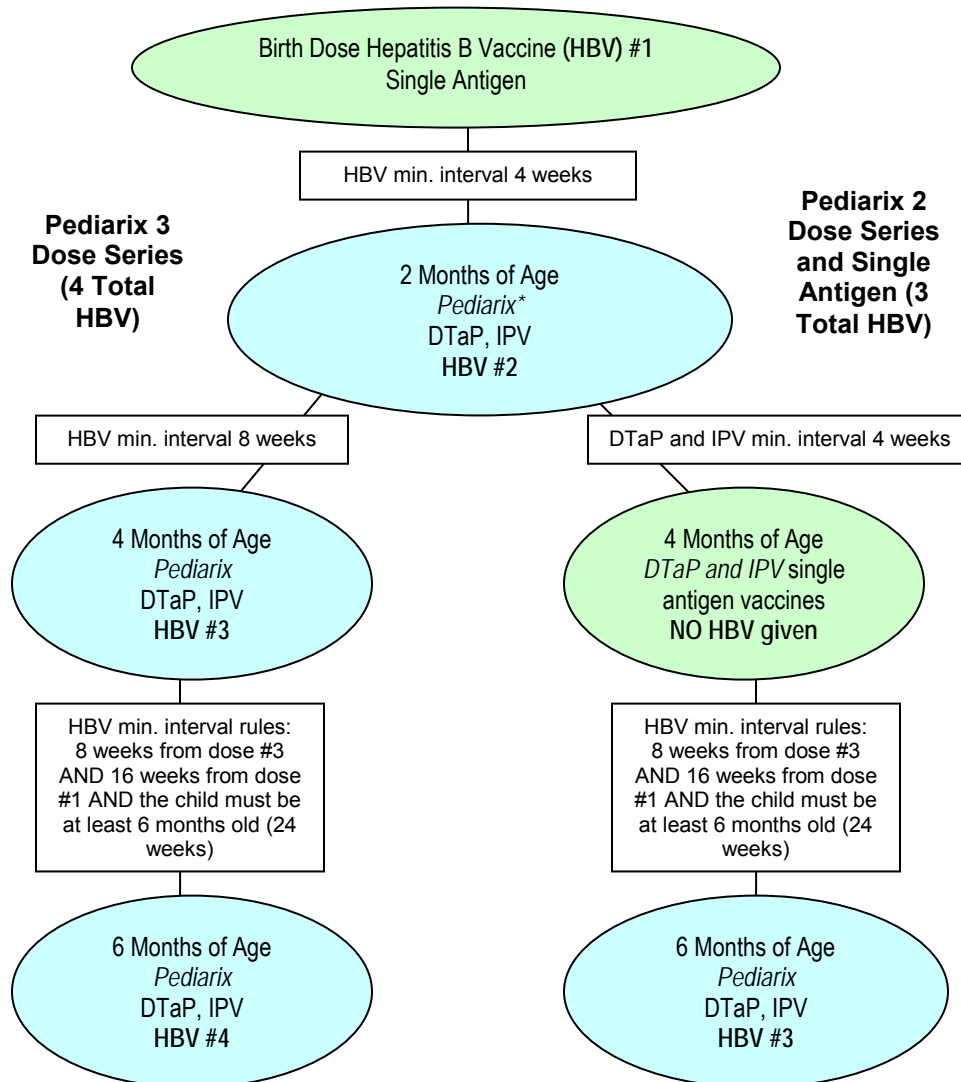 Birth Dose Hepatitis B Vaccine (HBV) #1
Single Antigen
HBV min. interval 4 weeks
Pediarix 3
Dose Series
(4 Total
HBV)
Pediarix 2
Dose Series
and Single
Antigen (3
Total HBV)
2 Months of Age
Pediarix*
DTaP, IPV
HBV #2
HBV min. interval 8 weeks
DTaP and IPV min. interval 4 weeks
4 Months of Age
Pediarix
DTaP, IPV
HBV #3
4 Months of Age
DTaP and IPV single
antigen vaccines
NO HBV given
HBV min. interval rules:
8 weeks from dose #3
AND 16 weeks from dose
#1 AND the child must be
at least 6 months old (24
weeks)
HBV min. interval rules:
8 weeks from dose #3
AND 16 weeks from dose
#1 AND the child must be
at least 6 months old (24
weeks)
6 Months of Age
Pediarix
DTaP, IPV
HBV #4
6 Months of Age
Pediarix
DTaP, IPV
HBV #3